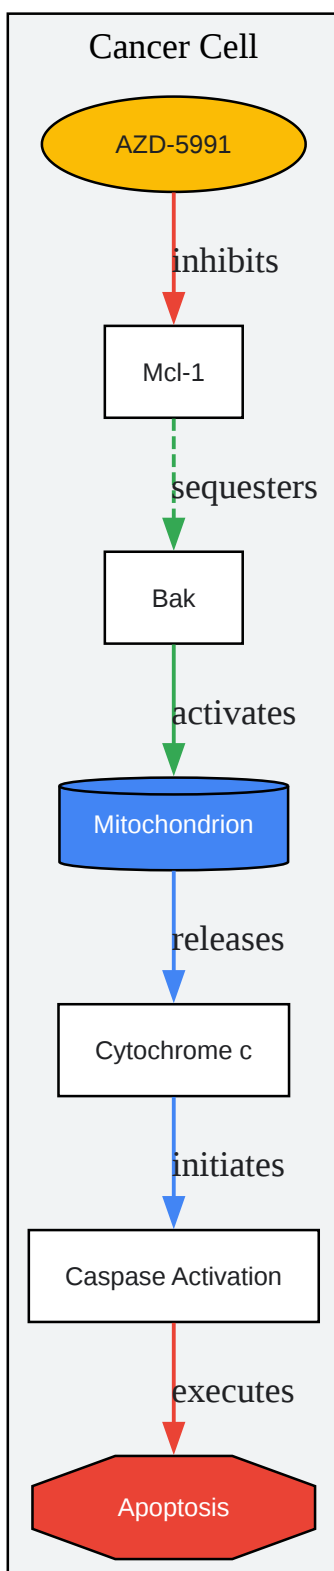 Cancer Cell
AZD-5991
inhibits
Mcl-1
sequesters
Bak
activates
Mitochondrion
releases
Cytochrome c
initiates
Caspase Activation
executes
Apoptosis